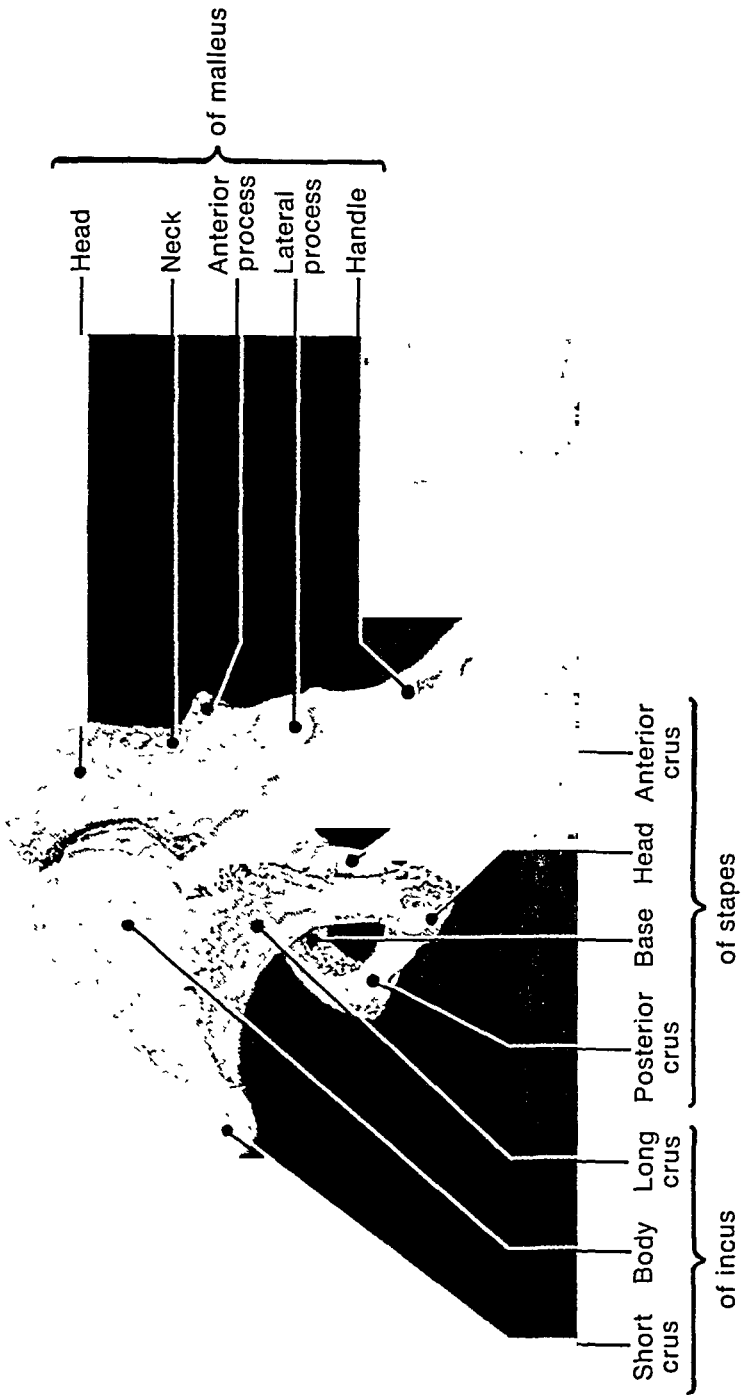 Head
Neck
Anterior
process
Lateral
process
Handle
of malleus
Short
crus
Body
Long
crus
of incus
Posterior
crus
Base
Head
Anterior
crus
of stapes